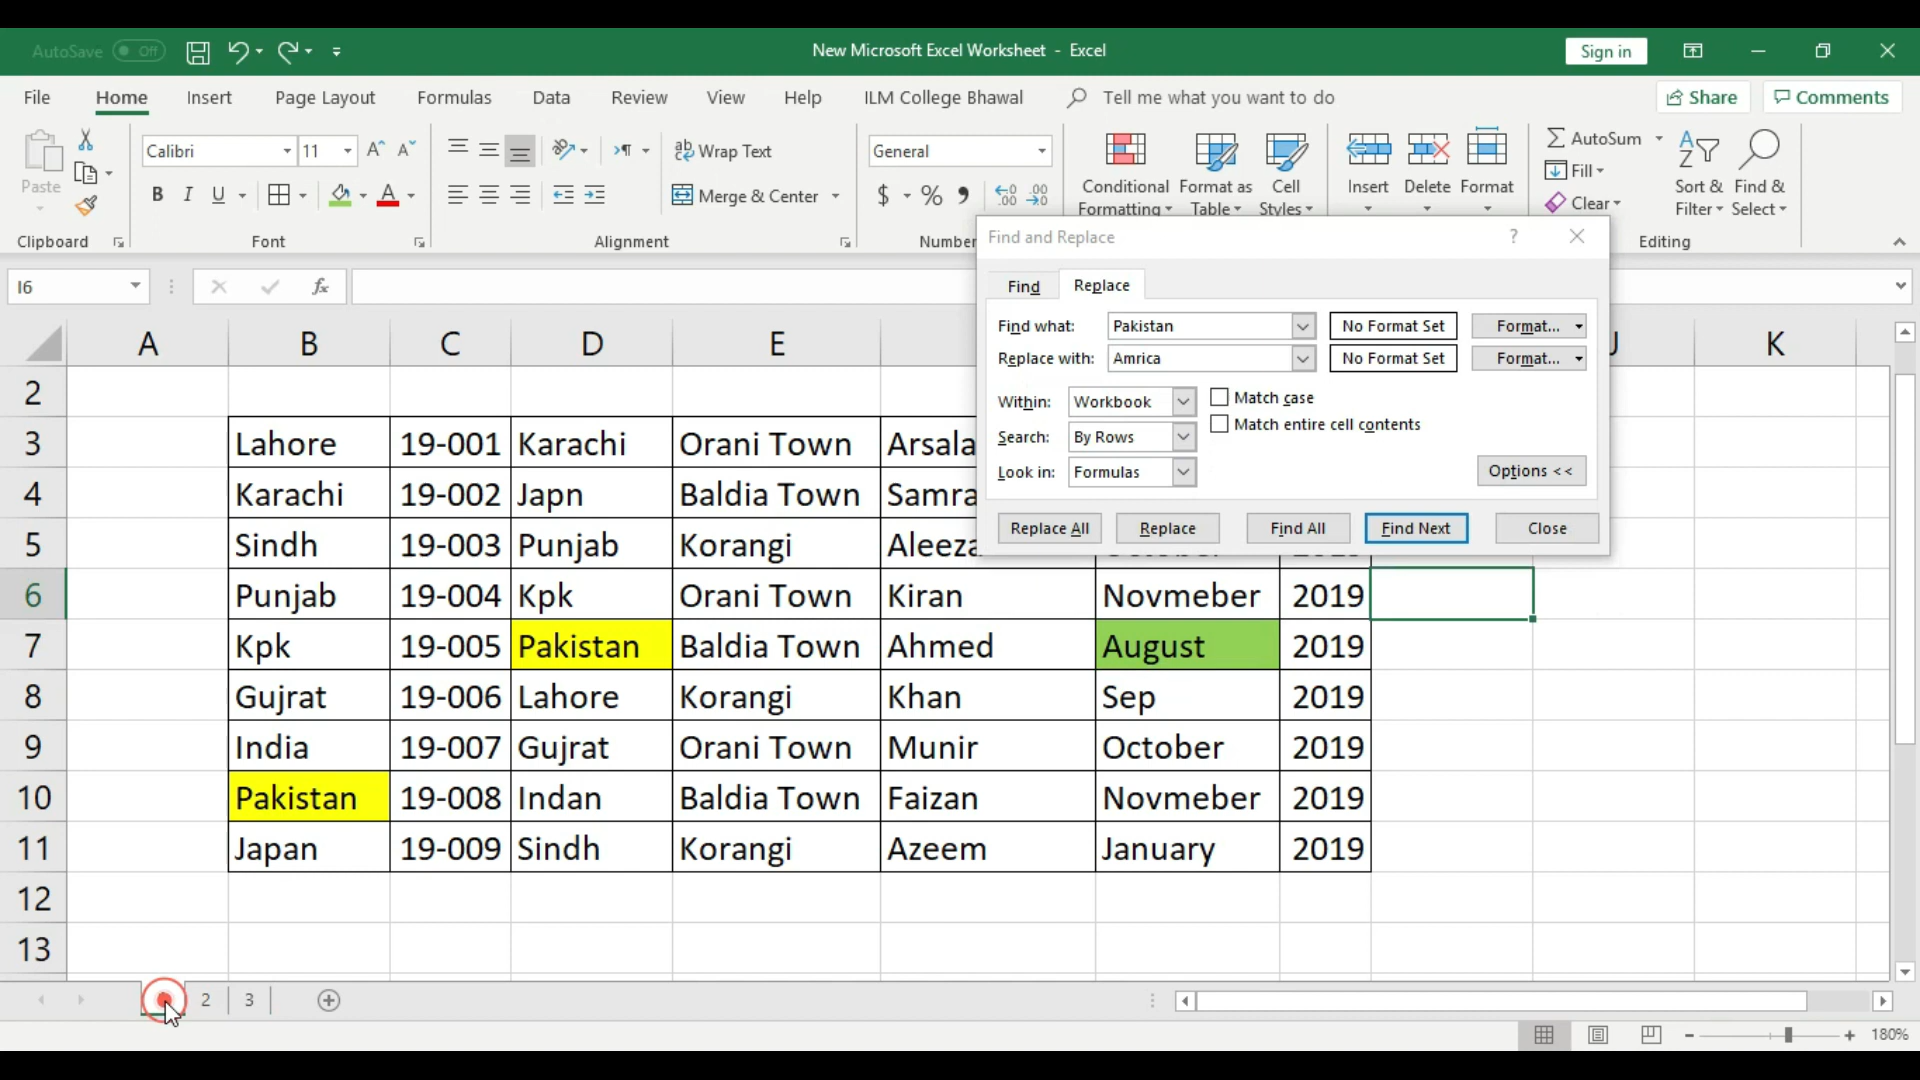 AutoSave Off New Microsoft Excel Worksheet - Excel Sign in
File Home Insert Page Layout Formulas Data Review View Help ILM College Bhawal Tell me what you want to do Share Comments
Paste Calibri 11 Wrap Text General Conditional Formatting Format as Table Cell Styles Insert Delete Format AutoSum Sort & Filter Find & Select
B I U Merge & Center $ % Fill
Clear
Clipboard Font Alignment Number Editing
Find and Replace
I6 fx
Find Replace
Find what: Pakistan No Format Set Format...
Replace with: Amrica No Format Set Format...
Within: Workbook Match case
Search: By Rows Match entire cell contents
Look in: Formulas Options <<
Replace All Replace Find All Find Next Close
A B C D E J K
2
3 Lahore 19-001 Karachi Orani Town Arsala
4 Karachi 19-002 Japn Baldia Town Samra
5 Sindh 19-003 Punjab Korangi Aleeza
6 Punjab 19-004 Kpk Orani Town Kiran Novmeber 2019
7 Kpk 19-005 Pakistan Baldia Town Ahmed August 2019
8 Gujrat 19-006 Lahore Korangi Khan Sep 2019
9 India 19-007 Gujrat Orani Town Munir October 2019
10 Pakistan 19-008 Indan Baldia Town Faizan Novmeber 2019
11 Japan 19-009 Sindh Korangi Azeem January 2019
12
13
2 3
180%